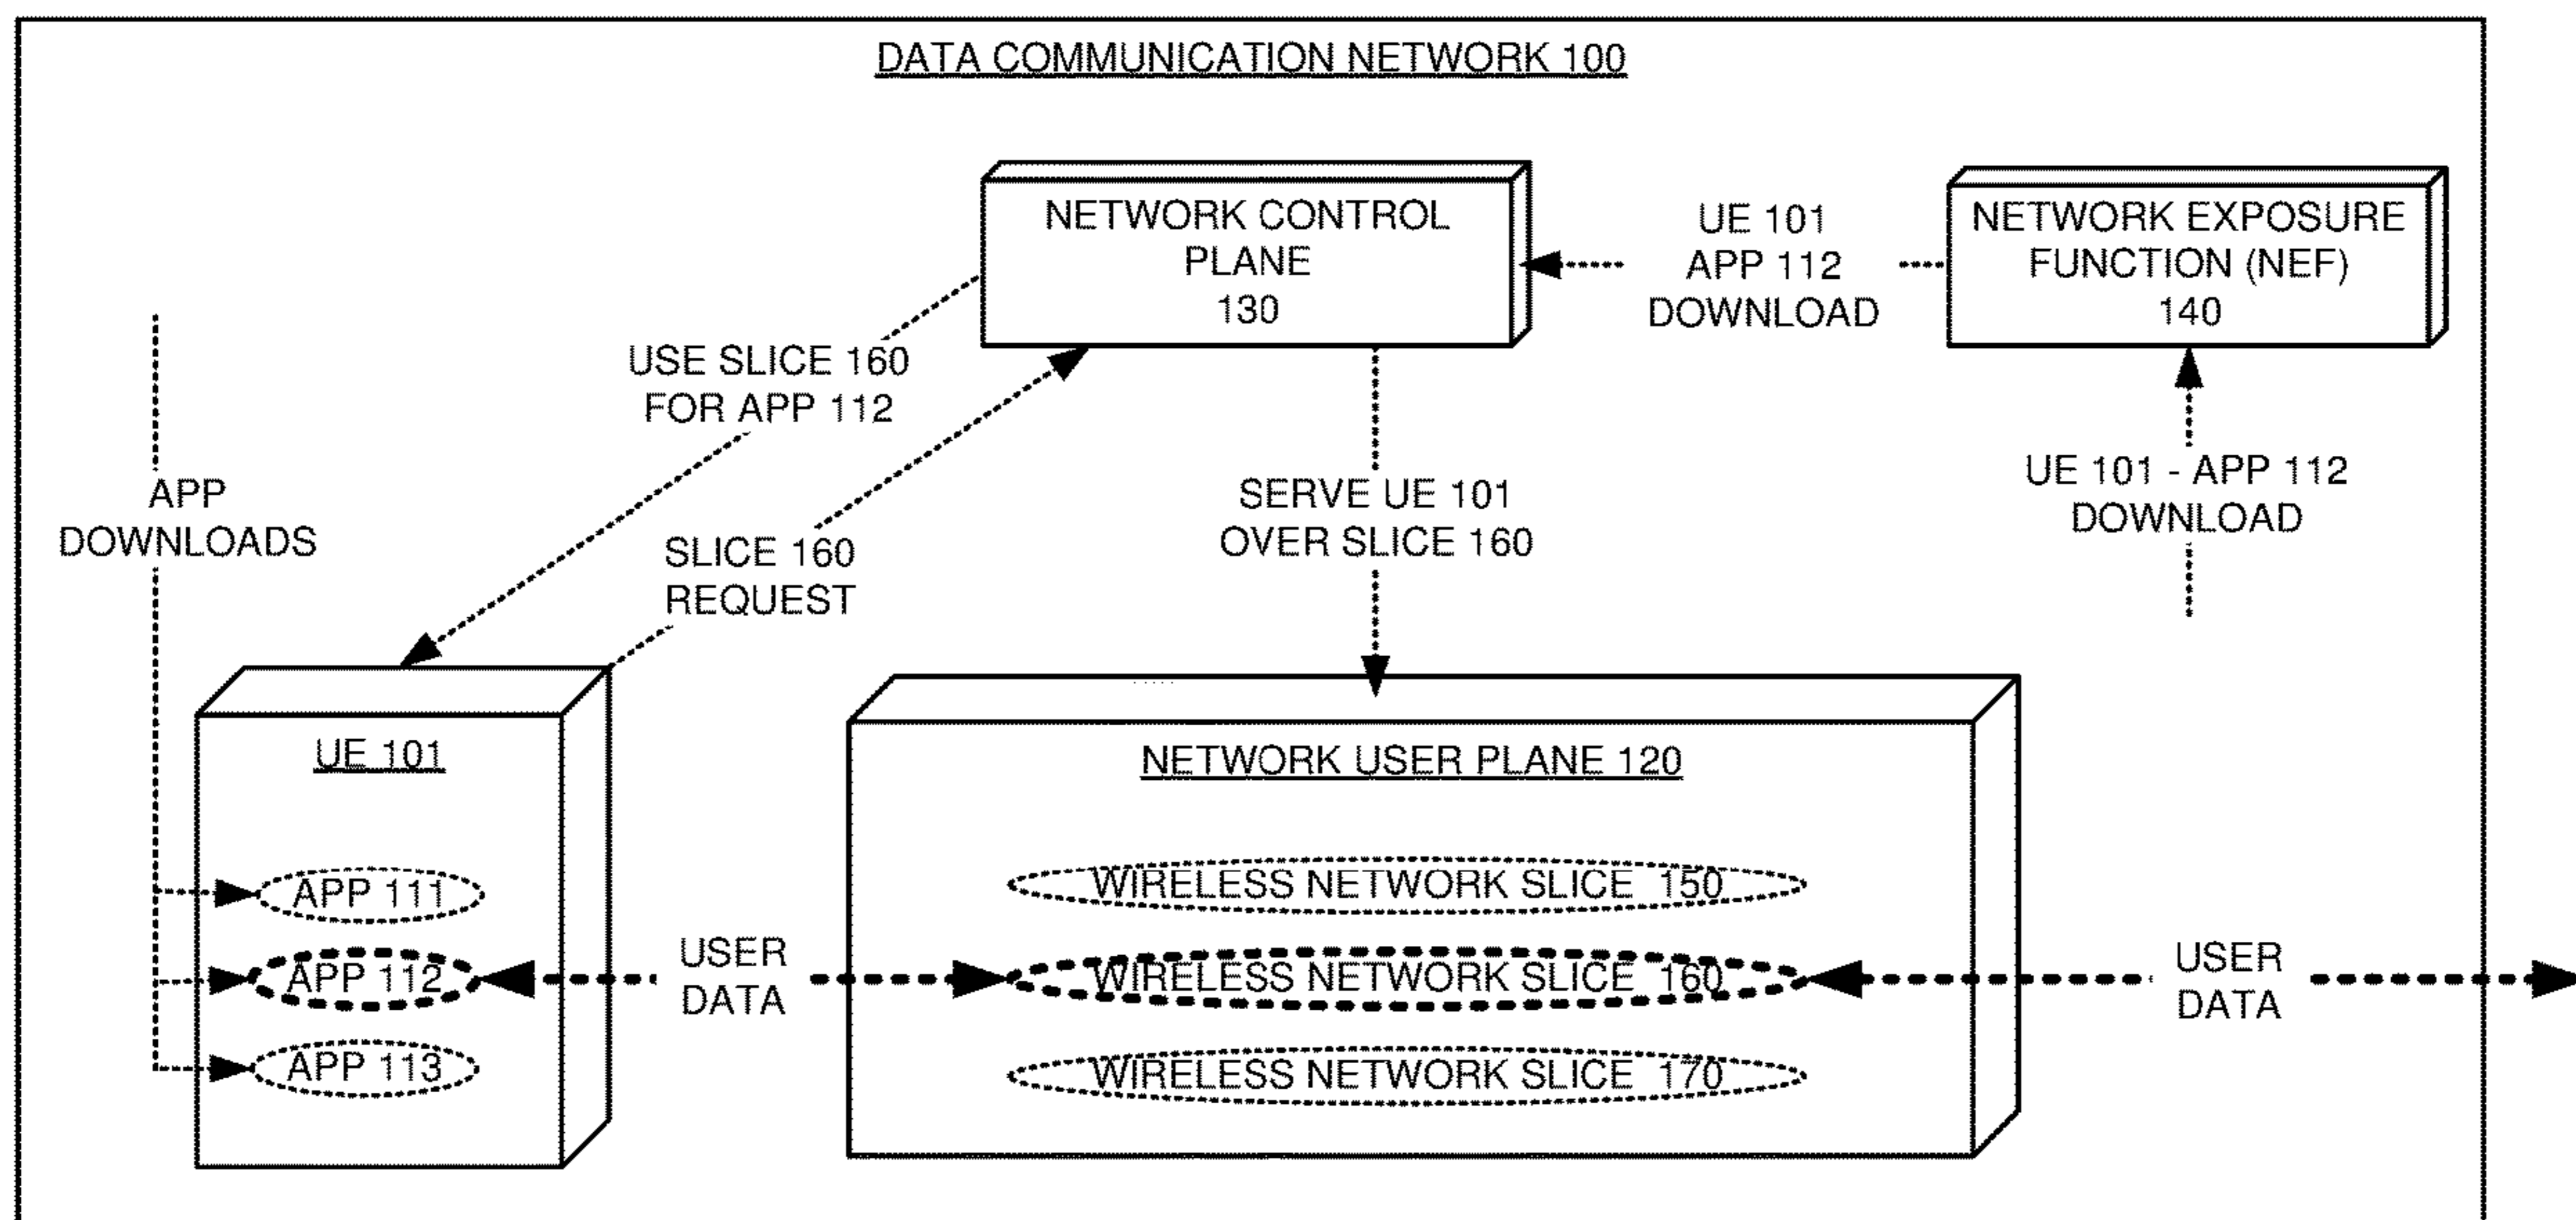 DATA COMMUNICATION NETWORK 100
NETWORK CONTROL
PLANE
130
UE 101
APP 112
DOWNLOAD
NETWORK EXPOSURE
FUNCTION (NEF)
140
USE SLICE 160
FOR APP 112
APP
DOWNLOADS
SLICE 160
REQUEST
SERVE UE 101
OVER SLICE 160
UE 101 - APP 112
DOWNLOAD
UE 101
APP 111
APP 112
APP 113
USER
DATA
NETWORK USER PLANE 120
WIRELESS NETWORK SLICE 150
WIRELESS NETWORK SLICE 160
WIRELESS NETWORK SLICE 170
USER
DATA